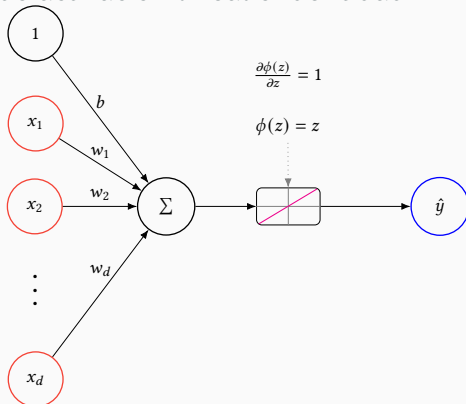 1
∂ϕ(z)/∂z = 1
b
x₁
ϕ(z) = z
w₁
x₂
w₂
Σ
ŷ
w_d
x_d